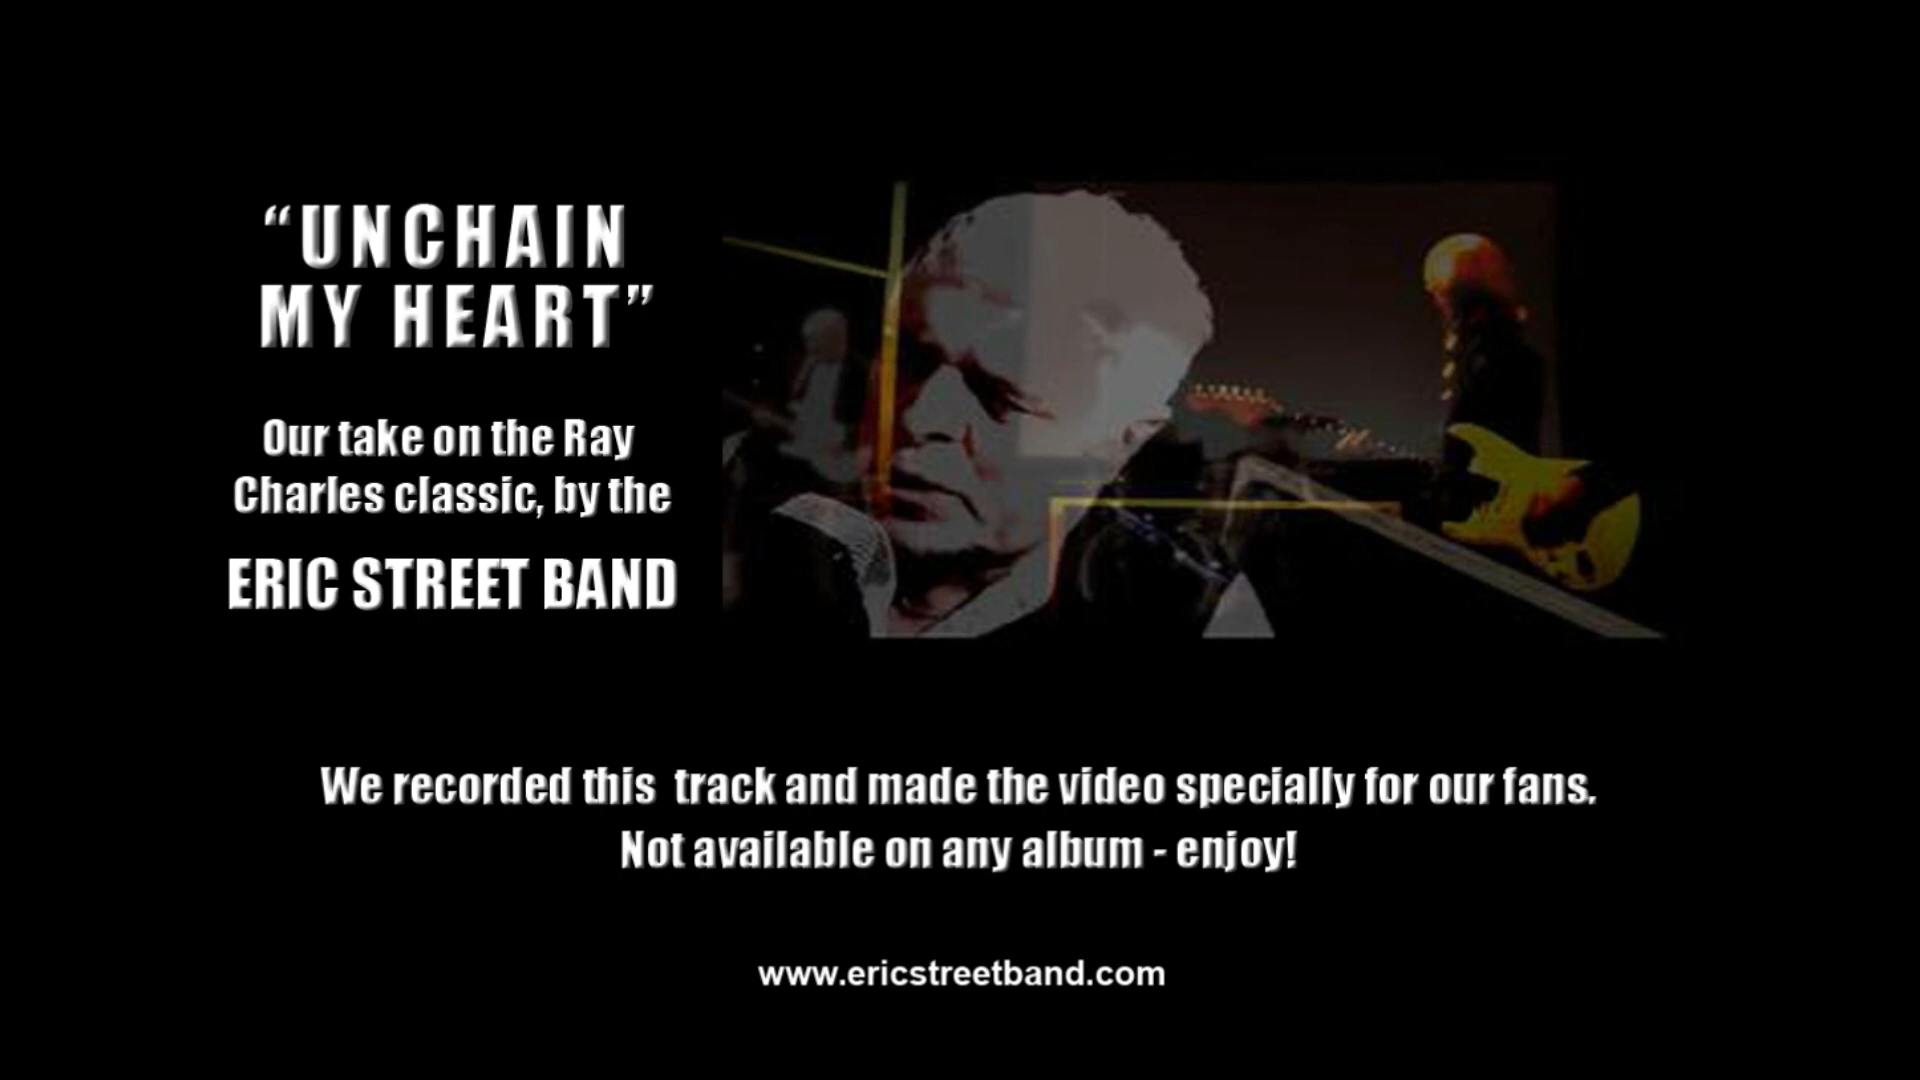 “UNCHAIN
MY HEART”
Our take on the Ray
Charles classic, by the
ERIC STREET BAND
We recorded this track and made the video specially for our fans.
Not available on any album - enjoy!
www.ericstreetband.com